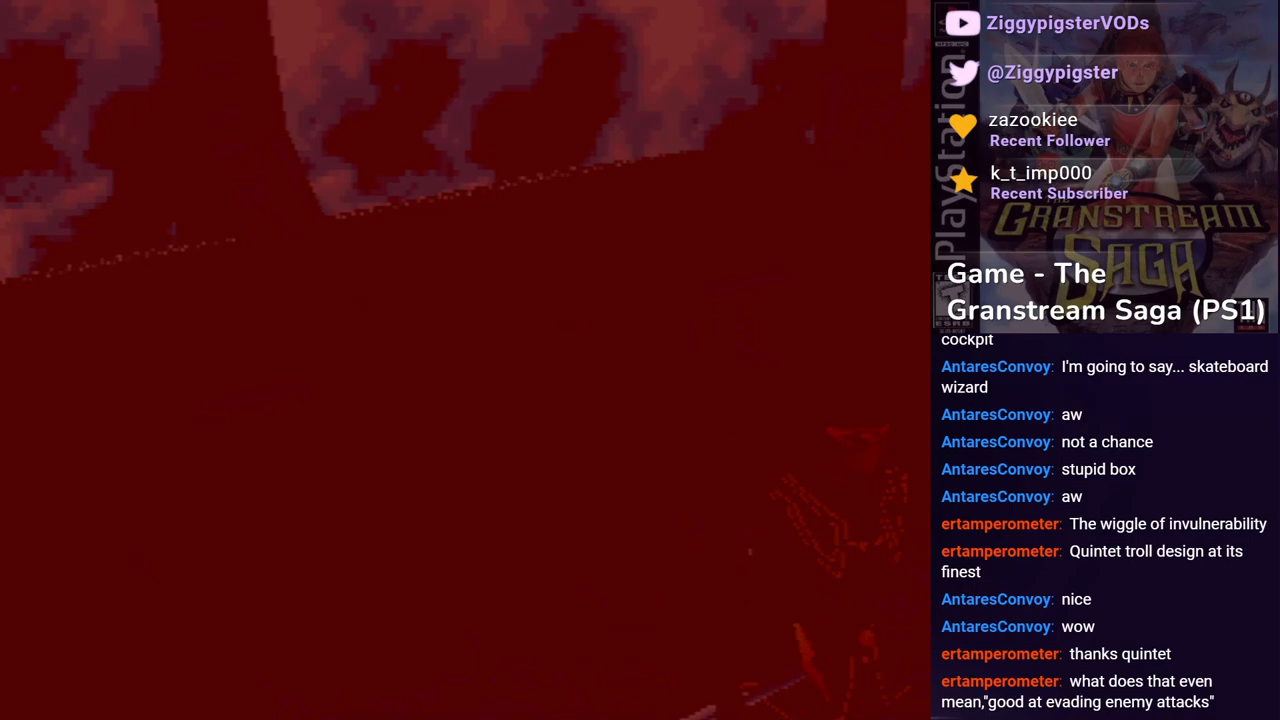 ZiggypigsterVODs
@Ziggypigster
zazookiee
Recent Follower
k_t_imp000
Recent Subscriber
PlayStation
THE
GRANSTREAM
SAGA
Game - The
Granstream Saga (PS1)
cockpit
AntaresConvoy: I'm going to say... skateboard
wizard
AntaresConvoy: aw
AntaresConvoy: not a chance
AntaresConvoy: stupid box
AntaresConvoy: aw
ertamperometer: The wiggle of invulnerability
ertamperometer: Quintet troll design at its
finest
AntaresConvoy: nice
AntaresConvoy: wow
ertamperometer: thanks quintet
ertamperometer: what does that even
mean,"good at evading enemy attacks"